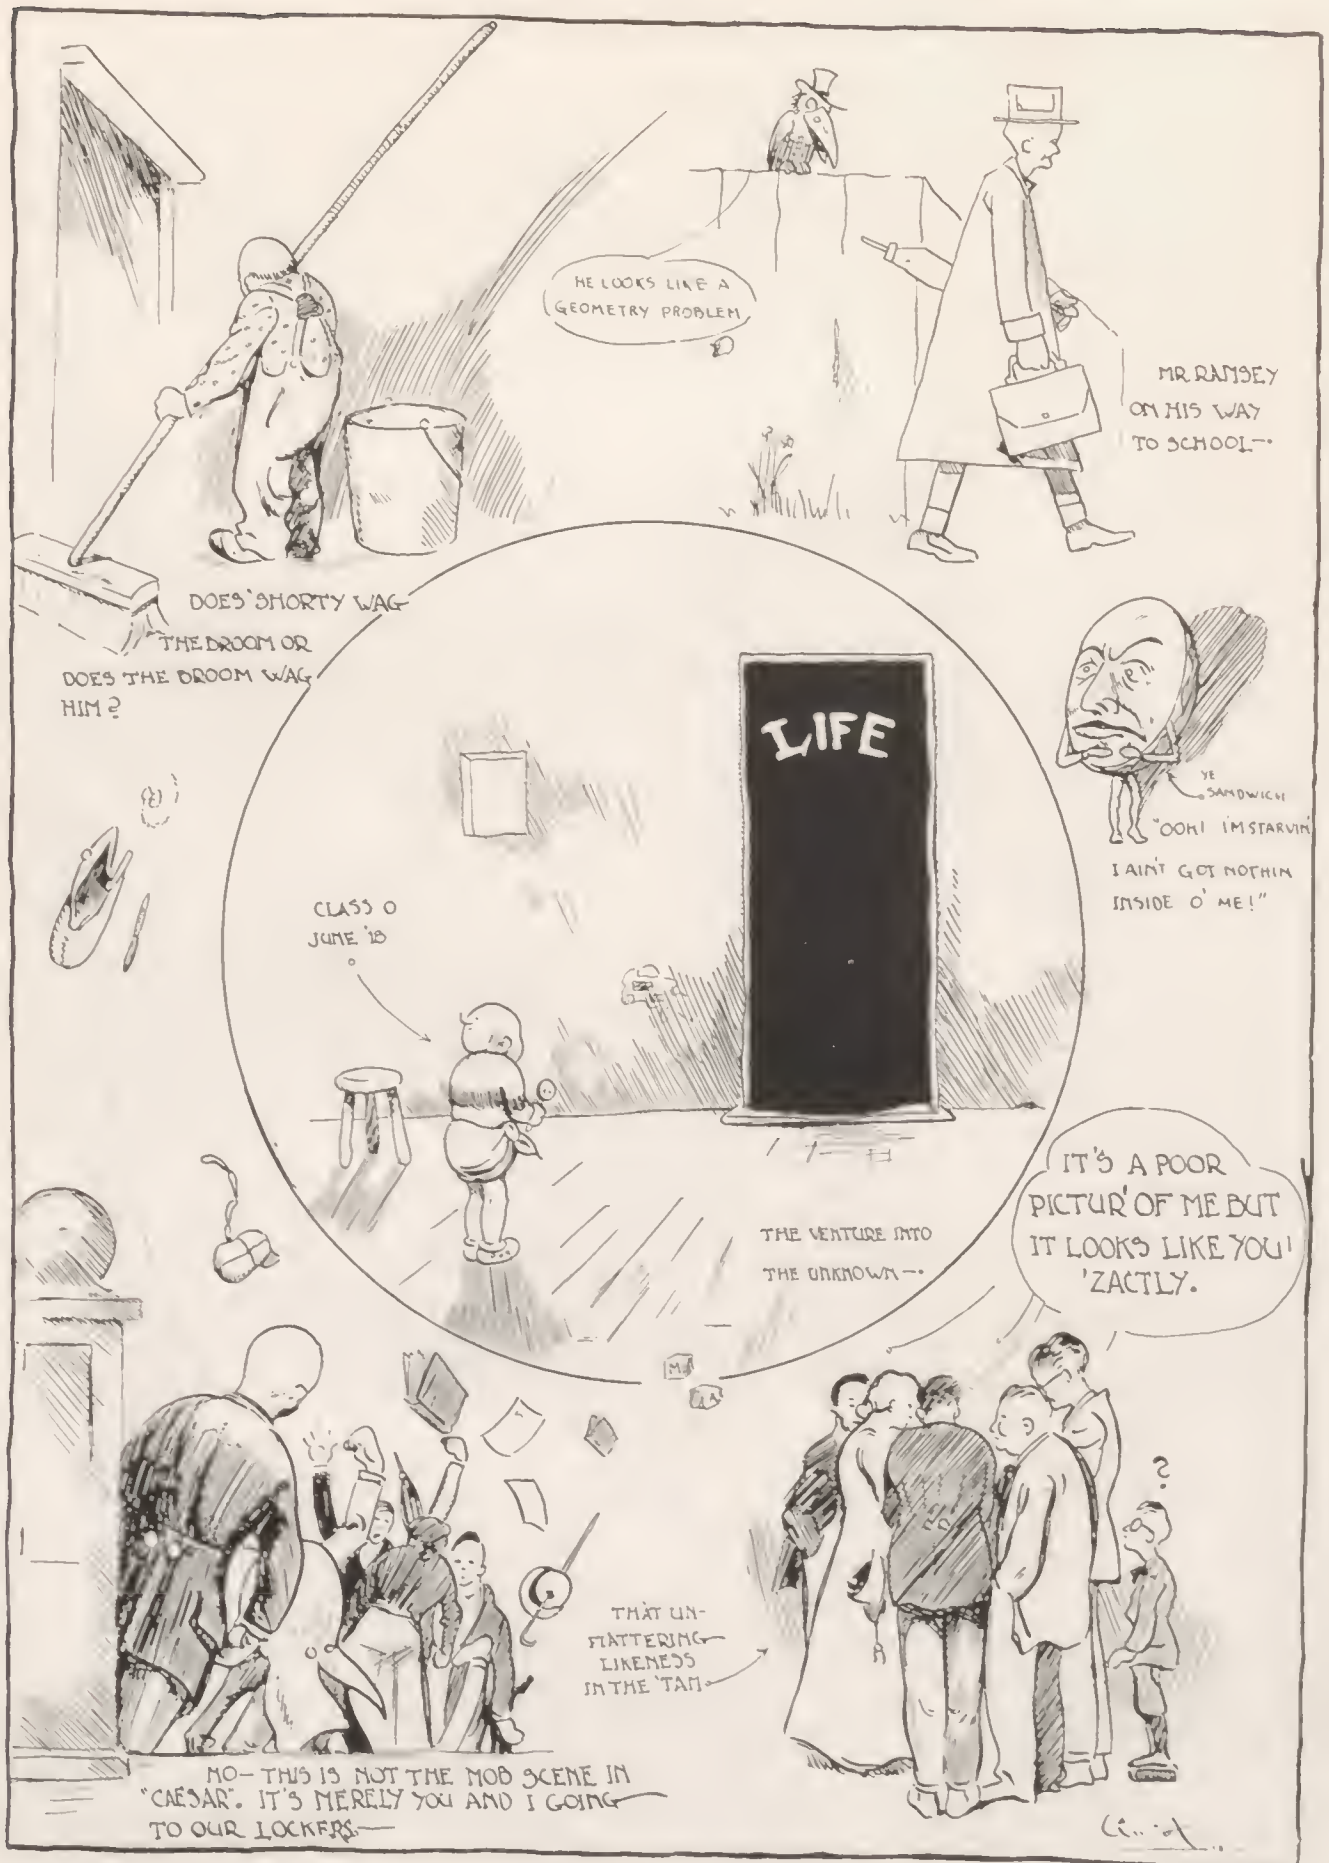 HE LOOKS LIKE A
GEOMETRY PROBLEM
MR RAMSEY
ON HIS WAY
TO SCHOOL—.
DOES 'SHORTY WAG
THE BROOM OR
DOES THE BROOM WAG
HIM?
LIFE
YE
SANDWICH
"OOH! I'M STARVIN'
I AIN'T GOT NOTHIN
INSIDE O' ME!"
CLASS O
JUNE '18
THE VENTURE INTO
THE UNKNOWN—.
IT'S A POOR
PICTUR' OF ME BUT
IT LOOKS LIKE YOU!
'ZACTLY.
M
A
?
THAT UN-
FLATTERING
LIKENESS
IN THE 'TAM
NO— THIS IS NOT THE MOB SCENE IN
"CAESAR". IT'S MERELY YOU AND I GOING
TO OUR LOCKERS—